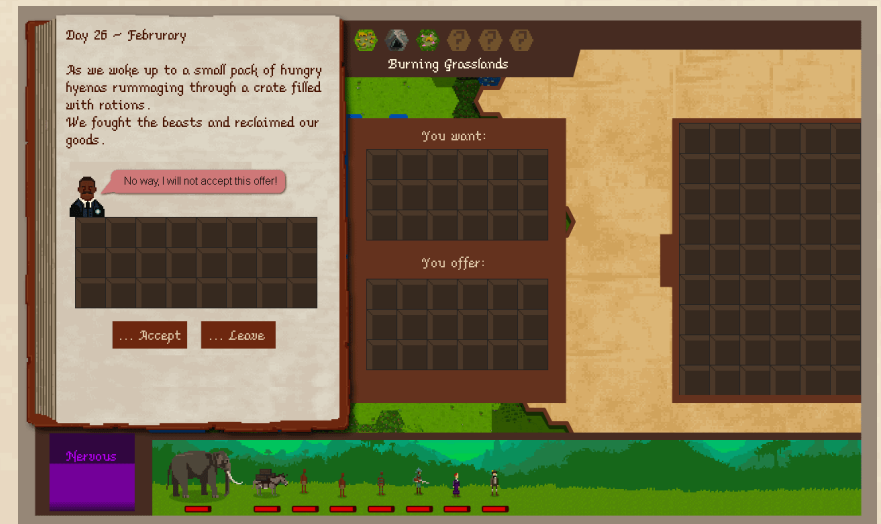 Day 26 ~ Februrary
As we woke up to a small pack of hungry
hyenas rummaging through a crate filled
with rations.
We fought the beasts and reclaimed our
goods.
No way, I will not accept this offer!
... Accept
... Leave
? ? ?
Burning Grasslands
You want:
You offer:
Nervous